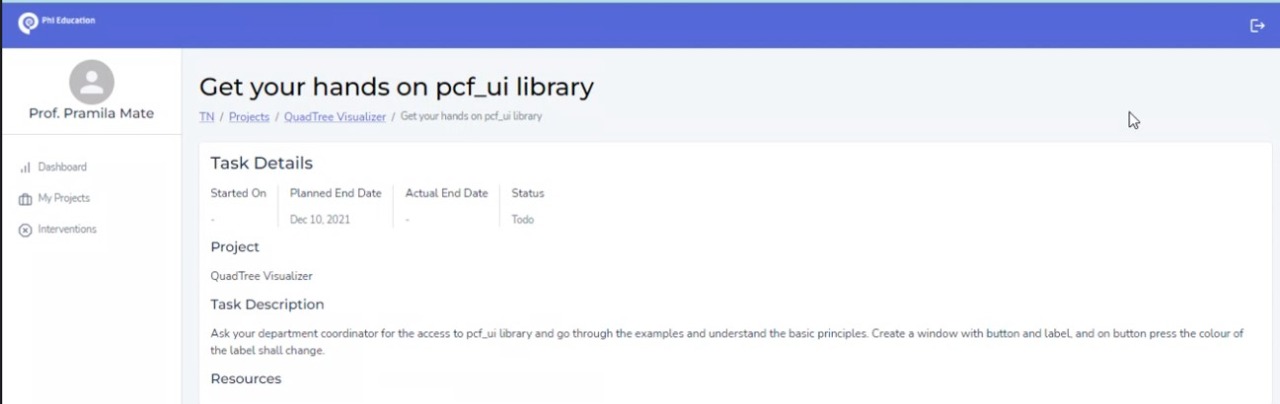 Phi Education
Prof. Pramila Mate
Dashboard
My Projects
Interventions
Get your hands on pcf_ui library
TN / Projects / QuadTree Visualizer / Get your hands on pcf_ui library
Task Details
Started On Planned End Date Actual End Date Status
- Dec 10, 2021 - Todo
Project
QuadTree Visualizer
Task Description
Ask your department coordinator for the access to pcf_ui library and go through the examples and understand the basic principles. Create a window with button and label, and on button press the colour of
the label shall change.
Resources